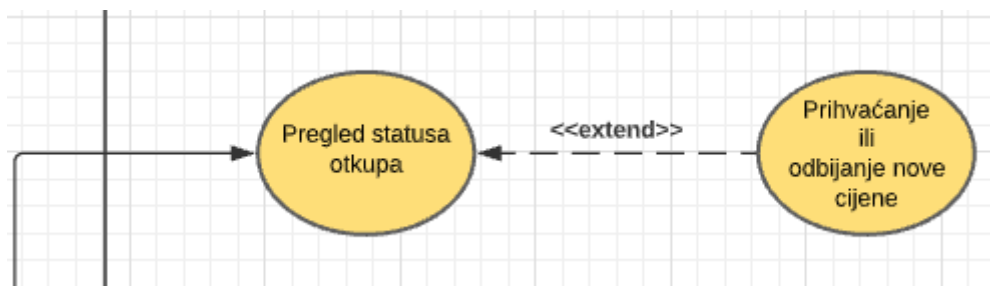 Pregled statusa
otkupa
<<extend>>
Prihvaćanje
ili
odbijanje nove
cijene